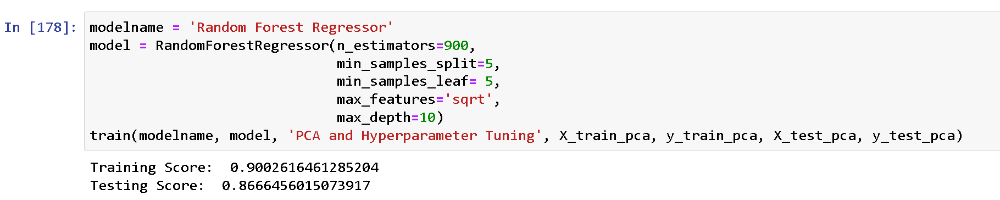 In [178]: modelname = 'Random Forest Regressor'
model = RandomForestRegressor(n_estimators=900,
min_samples_split=5,
min_samples_leaf= 5,
max_features='sqrt',
max_depth=10)
train(modelname, model, 'PCA and Hyperparameter Tuning', X_train_pca, y_train_pca, X_test_pca, y_test_pca)
Training Score:  0.9002616461285204
Testing Score:  0.8666456015073917